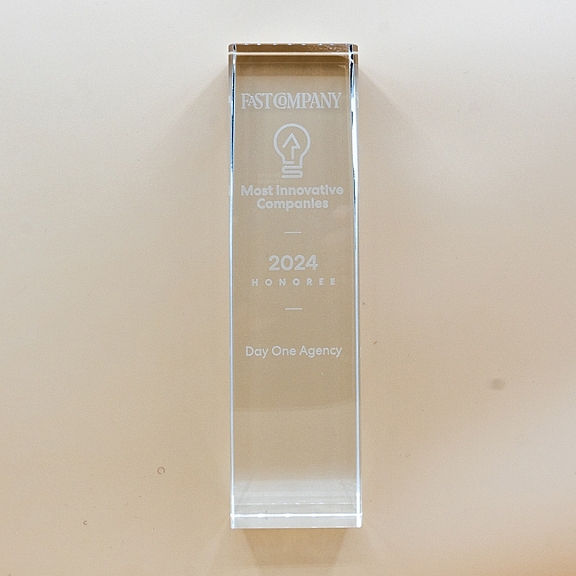 FAST COMPANY
Most Innovative
Companies
2024
HONOREE
Day One Agency